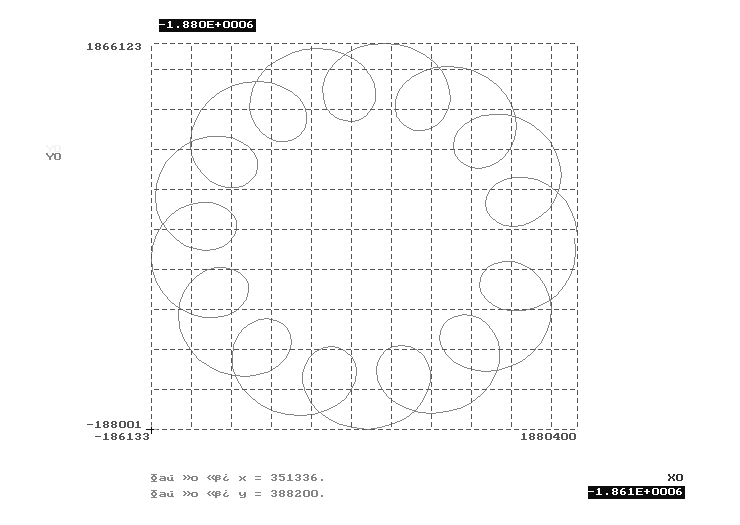 -1.880E+0006
1866123
YO
-188001
-186133
1880400
x = 351336.
XO
y = 388200.
-1.861E+0006